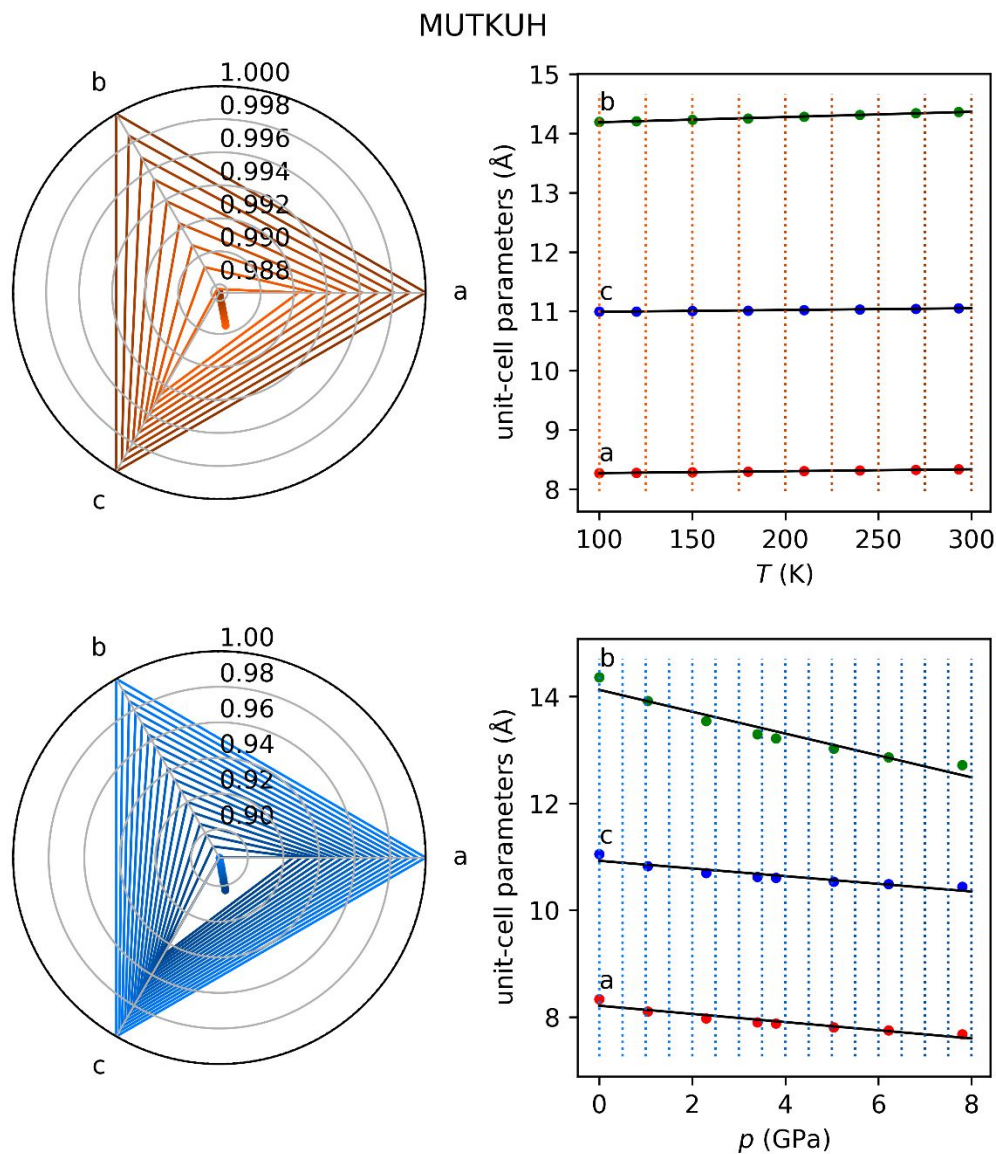 MUTKUH
b
1.000
0.998
0.996
0.994
0.992
0.990
0.988
a
c
15
14
13
12
11
10
9
8
unit-cell parameters (Å)
b
c
a
100
150
200
250
300
T (K)
b
1.00
0.98
0.96
0.94
0.92
0.90
a
c
14
12
10
8
unit-cell parameters (Å)
b
c
a
0
2
4
6
8
p (GPa)